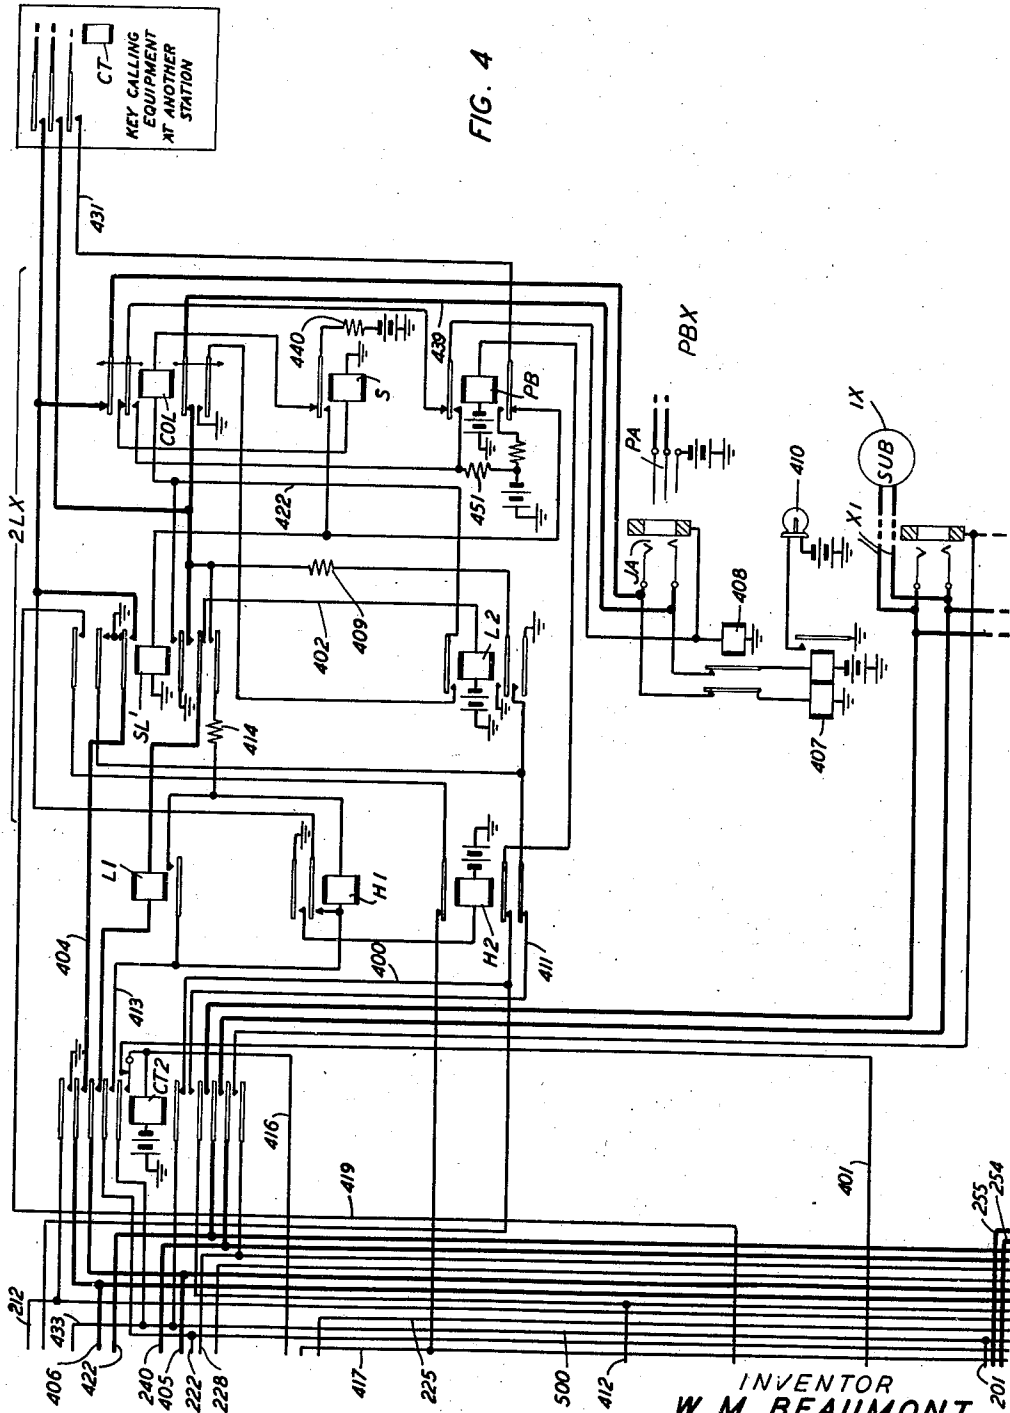 2LX
CT
KEY CALLING
EQUIPMENT
AT ANOTHER
STATION
431
FIG. 4
COL
440
S
439
PB
PBX
PA
1X
SUB
410
X1
JA
408
407
422
451
SL'
402
409
L2
414
L1
404
413
400
H1
H2
411
CT2
416
401
419
255
254
212
433
406
422
240
405
222
228
417
225
500
412
201
INVENTOR
W. M. BEAUMONT